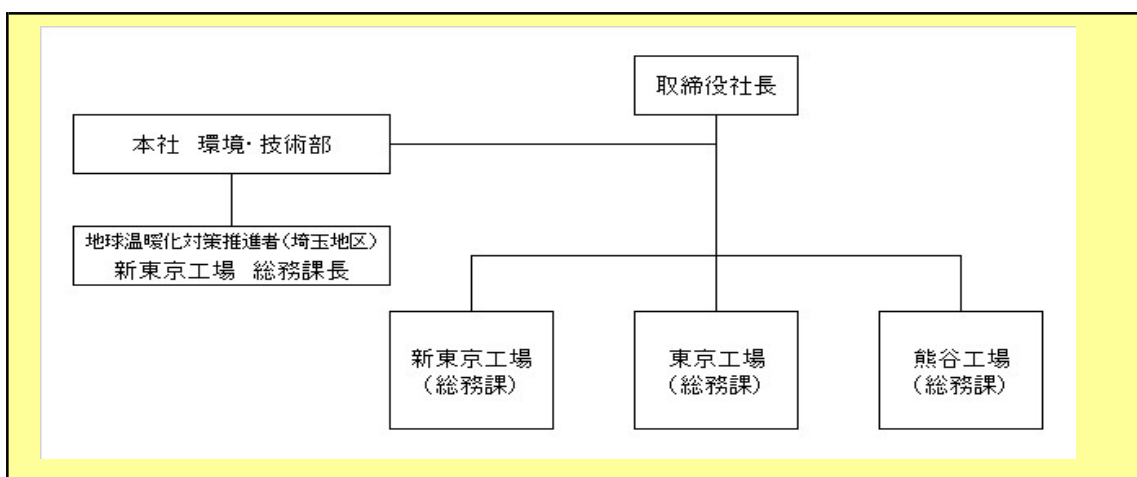 取締役社長
本社 環境・技術部
地球温暖化対策推進者(埼玉地区)
新東京工場 総務課長
新東京工場
(総務課)
東京工場
(総務課)
熊谷工場
(総務課)